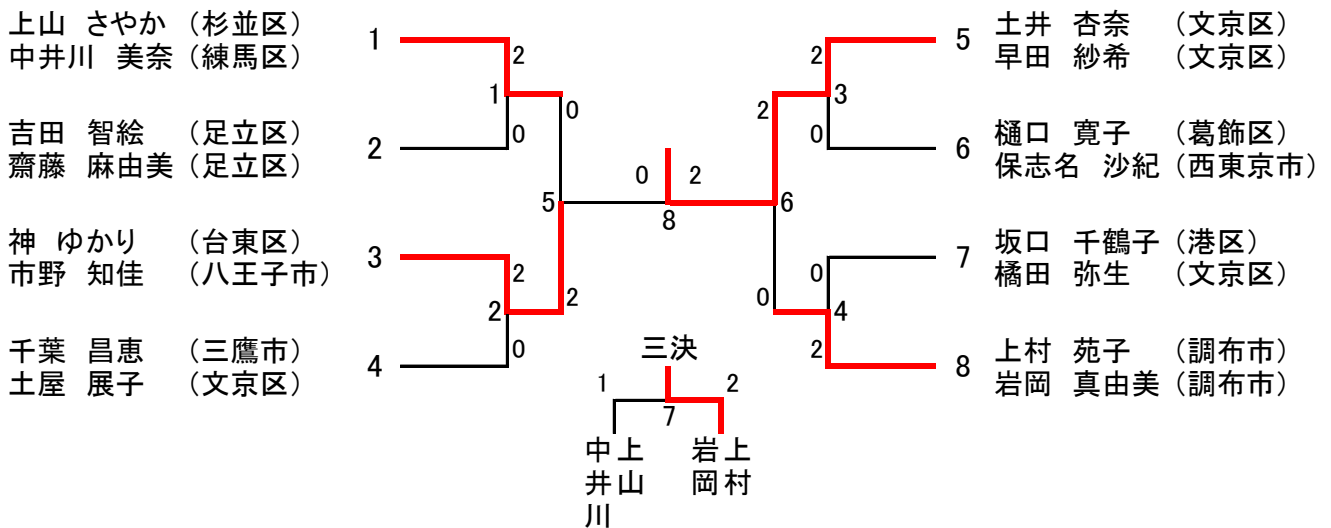 上山 さやか （杉並区）
中井川 美奈（練馬区）
1
吉田 智絵 （足立区）
齋藤 麻由美（足立区）
2
神 ゆかり （台東区）
市野 知佳 （八王子市）
3
千葉 昌恵 （三鷹市）
土屋 展子 （文京区）
4
2
1
0
0
5
2
2
2
0
0 2
8
三決
1 2
7
中井川
上山
岩岡
上村
2
3
2
0
6
0
0
4
2
5
土井 杏奈 （文京区）
早田 紗希 （文京区）
6
樋口 寛子 （葛飾区）
保志名 沙紀（西東京市）
7
坂口 千鶴子（港区）
橘田 弥生 （文京区）
8
上村 苑子 （調布市）
岩岡 真由美（調布市）